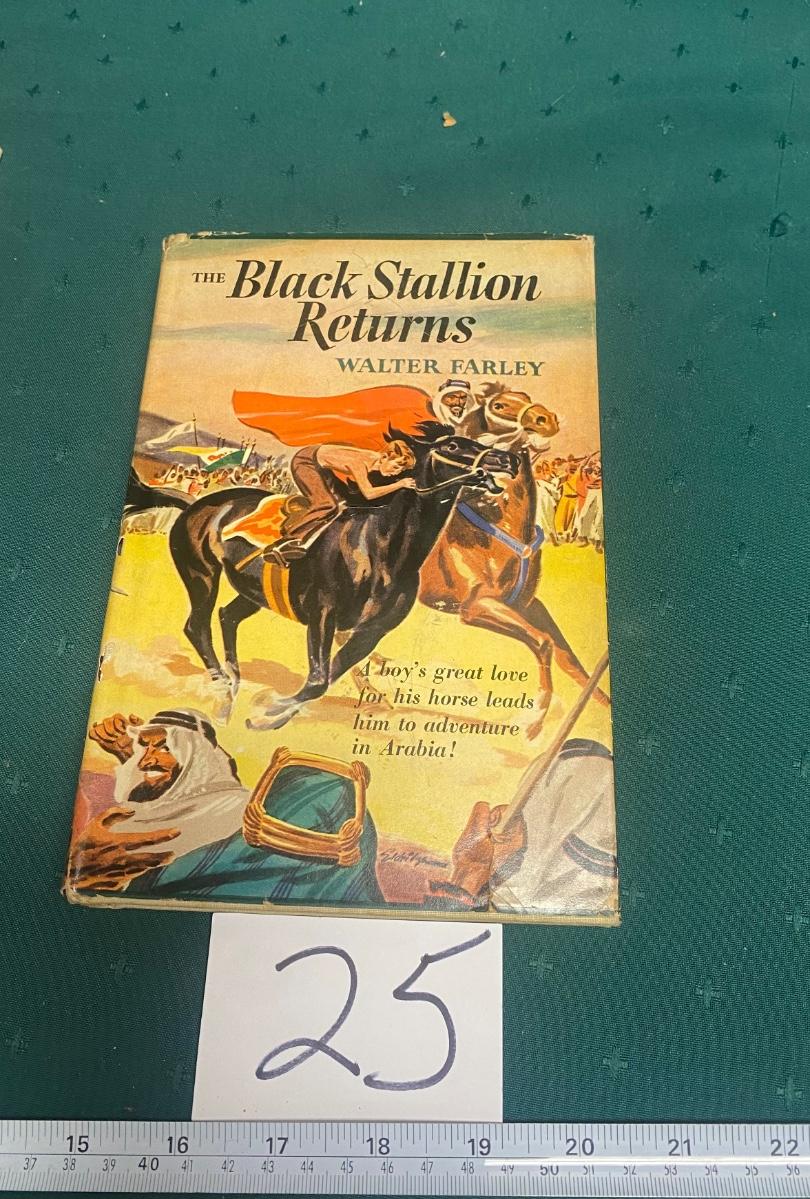 THE Black Stallion
Returns
WALTER FARLEY
A boy's great love
for his horse leads
him to adventure
in Arabia!
25
15 16 17 18 19 20 21 22
37 38 39 40 41 42 43 44 45 46 47 48 49 50 51 52 53 54 55 56